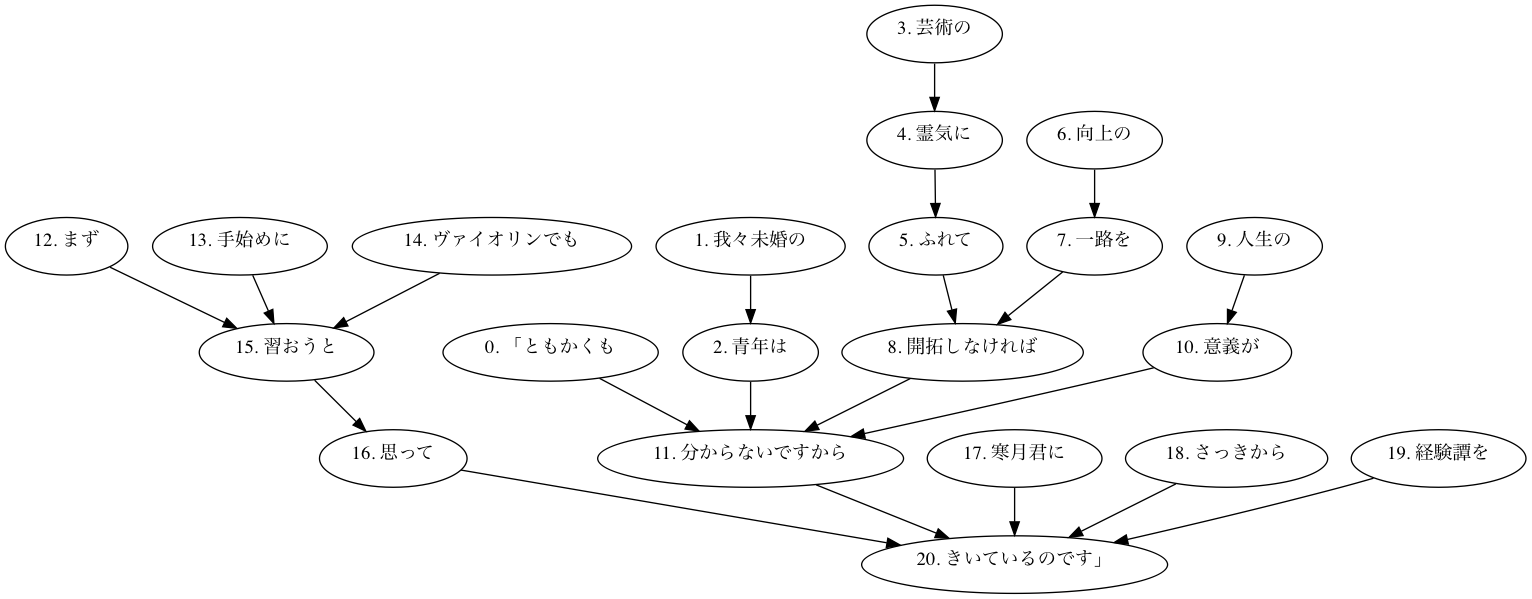 3. 芸術の
4. 霊気に
6. 向上の
12. まず
13. 手始めに
14. ヴァイオリンでも
1. 我々未婚の
5. ふれて
7. 一路を
9. 人生の
15. 習おうと
0. 「ともかくも
2. 青年は
8. 開拓しなければ
10. 意義が
16. 思って
11. 分からないですから
17. 寒月君に
18. さっきから
19. 経験譚を
20. きいているのです」